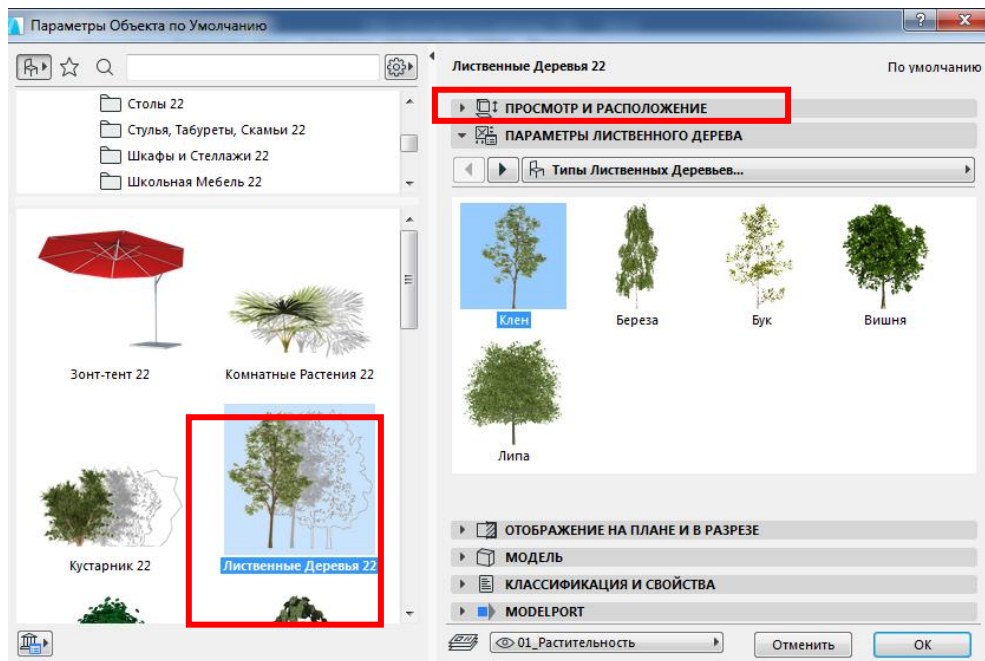 Параметры Объекта по Умолчанию
Столы 22
Стулья, Табуреты, Скамьи 22
Шкафы и Стеллажи 22
Школьная Мебель 22
Зонт-тент 22
Комнатные Растения 22
Кустарник 22
Лиственные Деревья 22
Лиственные Деревья 22
По умолчанию
ПРОСМОТР И РАСПОЛОЖЕНИЕ
ПАРАМЕТРЫ ЛИСТВЕННОГО ДЕРЕВА
Типы Лиственных Деревьев...
Клен
Береза
Бук
Вишня
Липа
ОТОБРАЖЕНИЕ НА ПЛАНЕ И В РАЗРЕЗЕ
МОДЕЛЬ
КЛАССИФИКАЦИЯ И СВОЙСТВА
MODELPORT
01_Растительность
Отменить
ОК